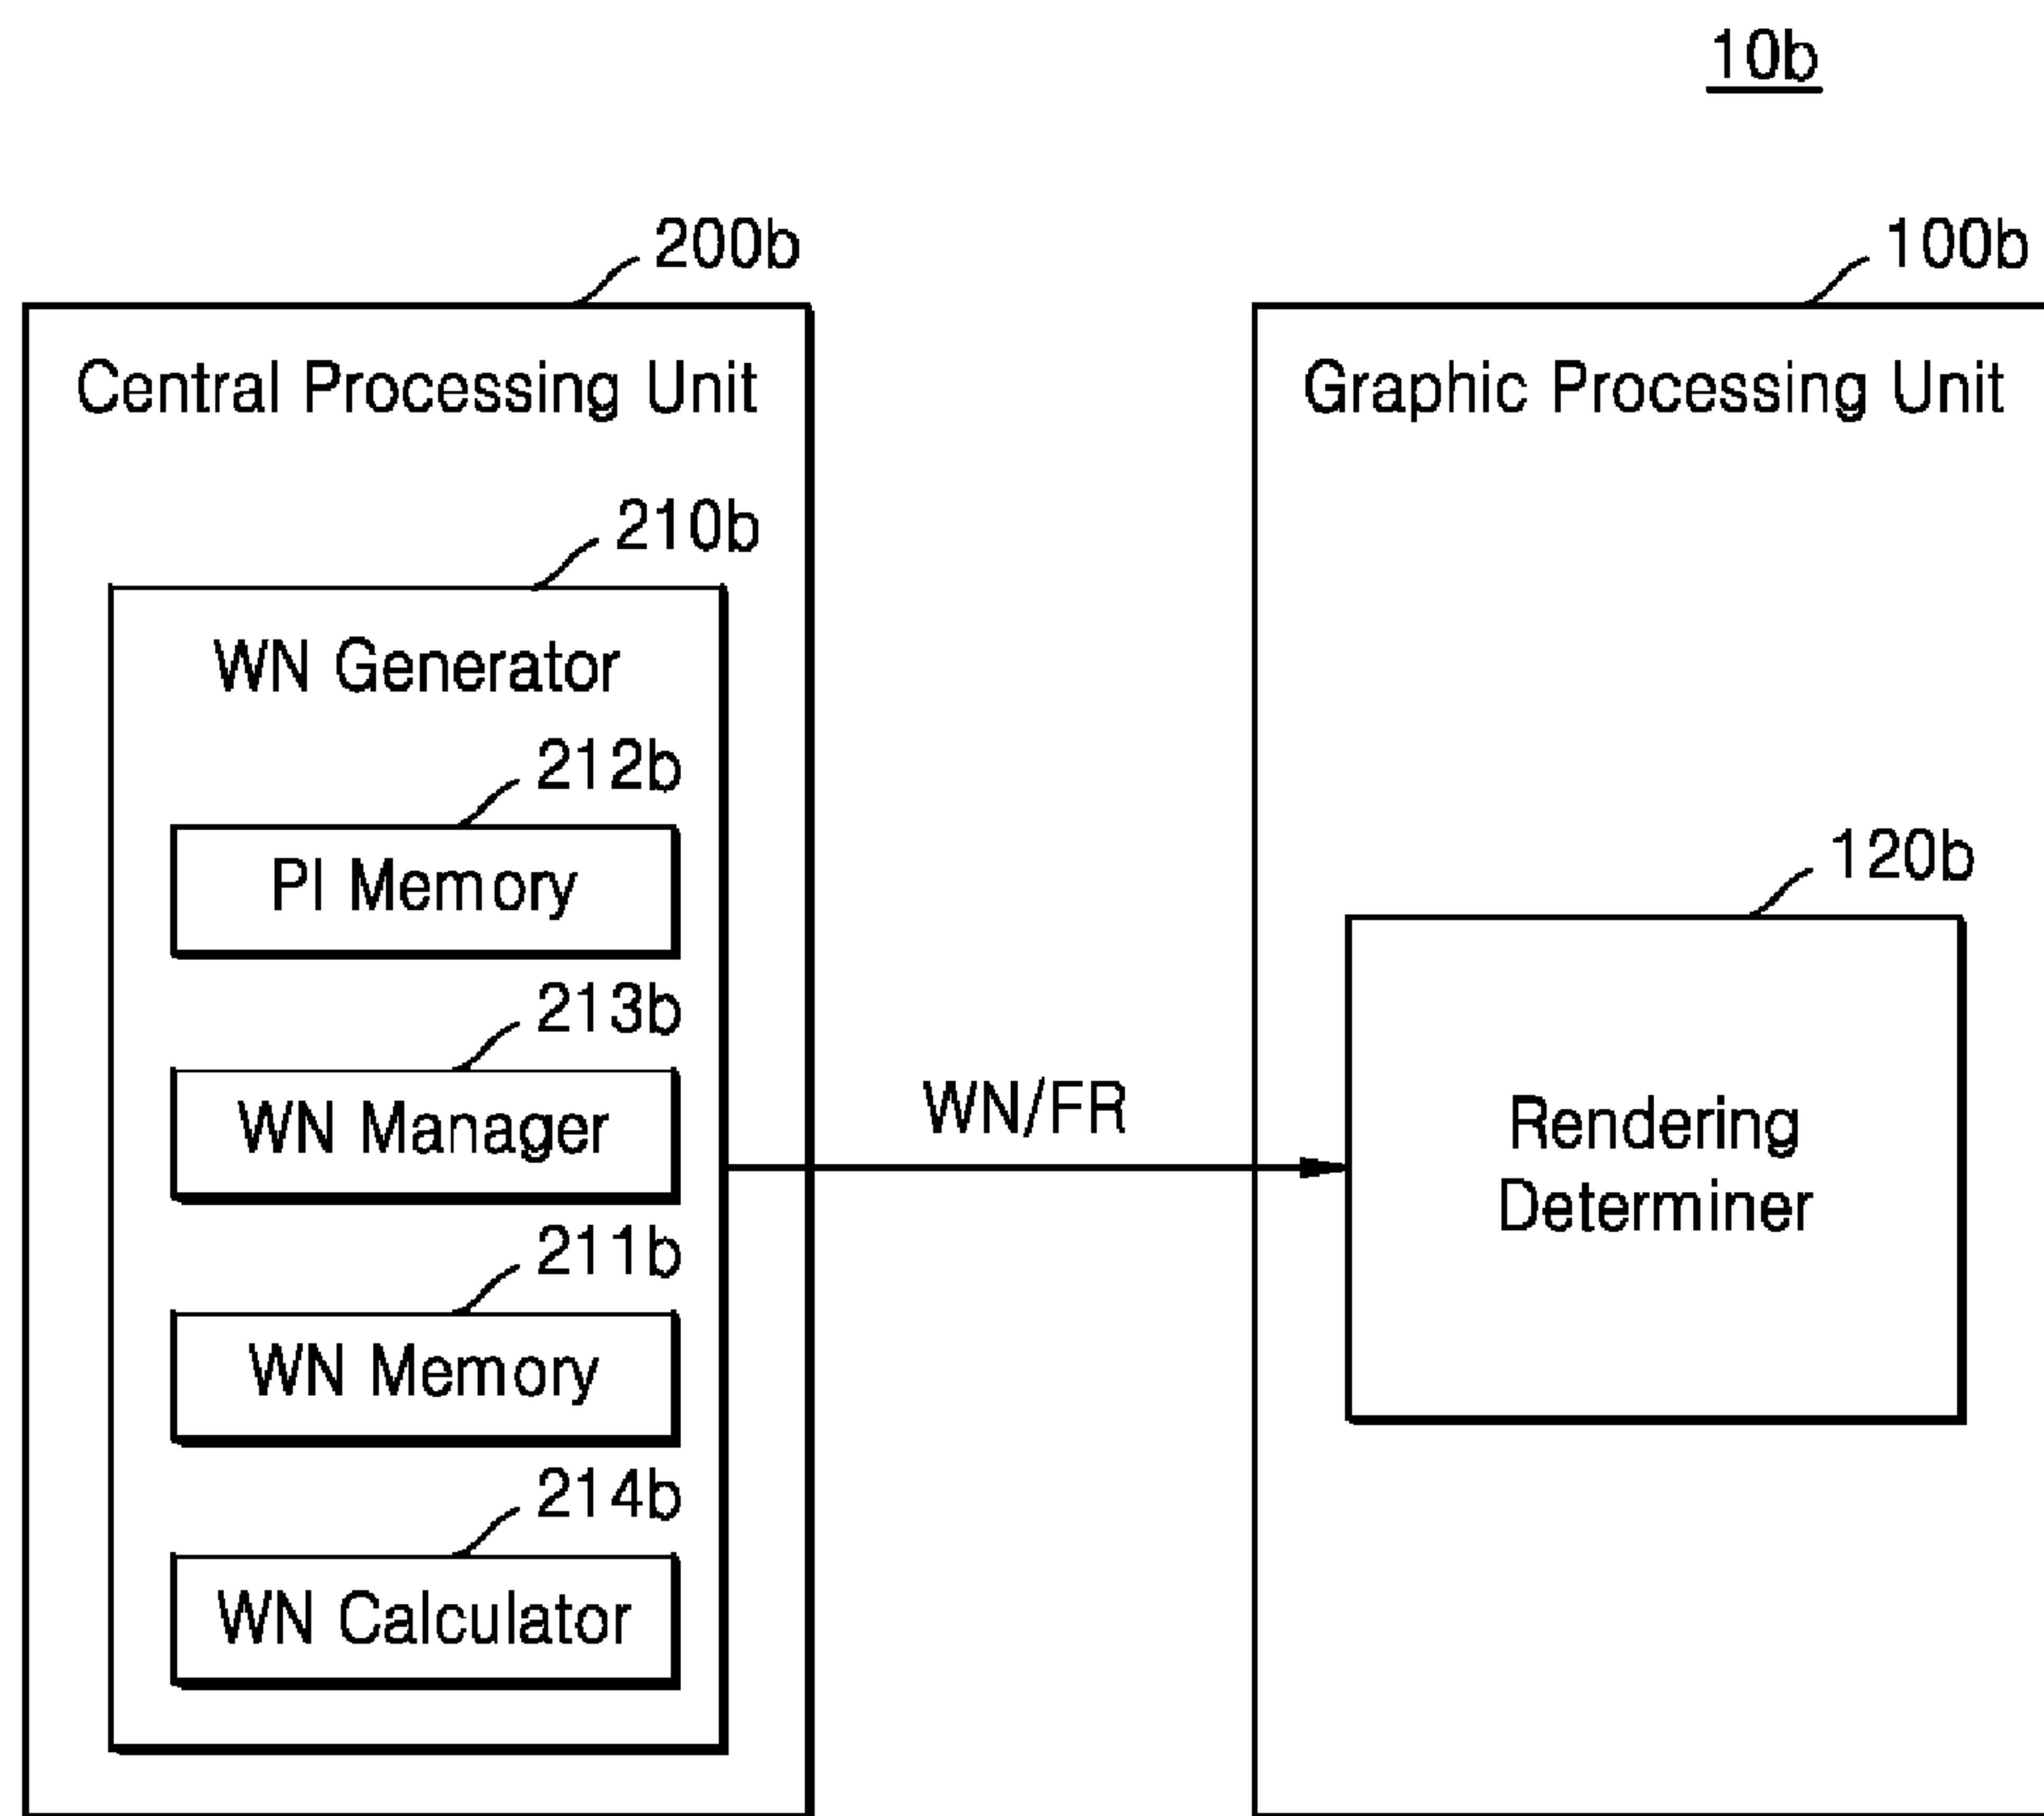 10b
200b
100b
Central Processing Unit
Graphic Processing Unit
210b
WN Generator
212b
PI Memory
120b
213b
WN Manager
WN/FR
Rendering
Determiner
211b
WN Memory
214b
WN Calculator